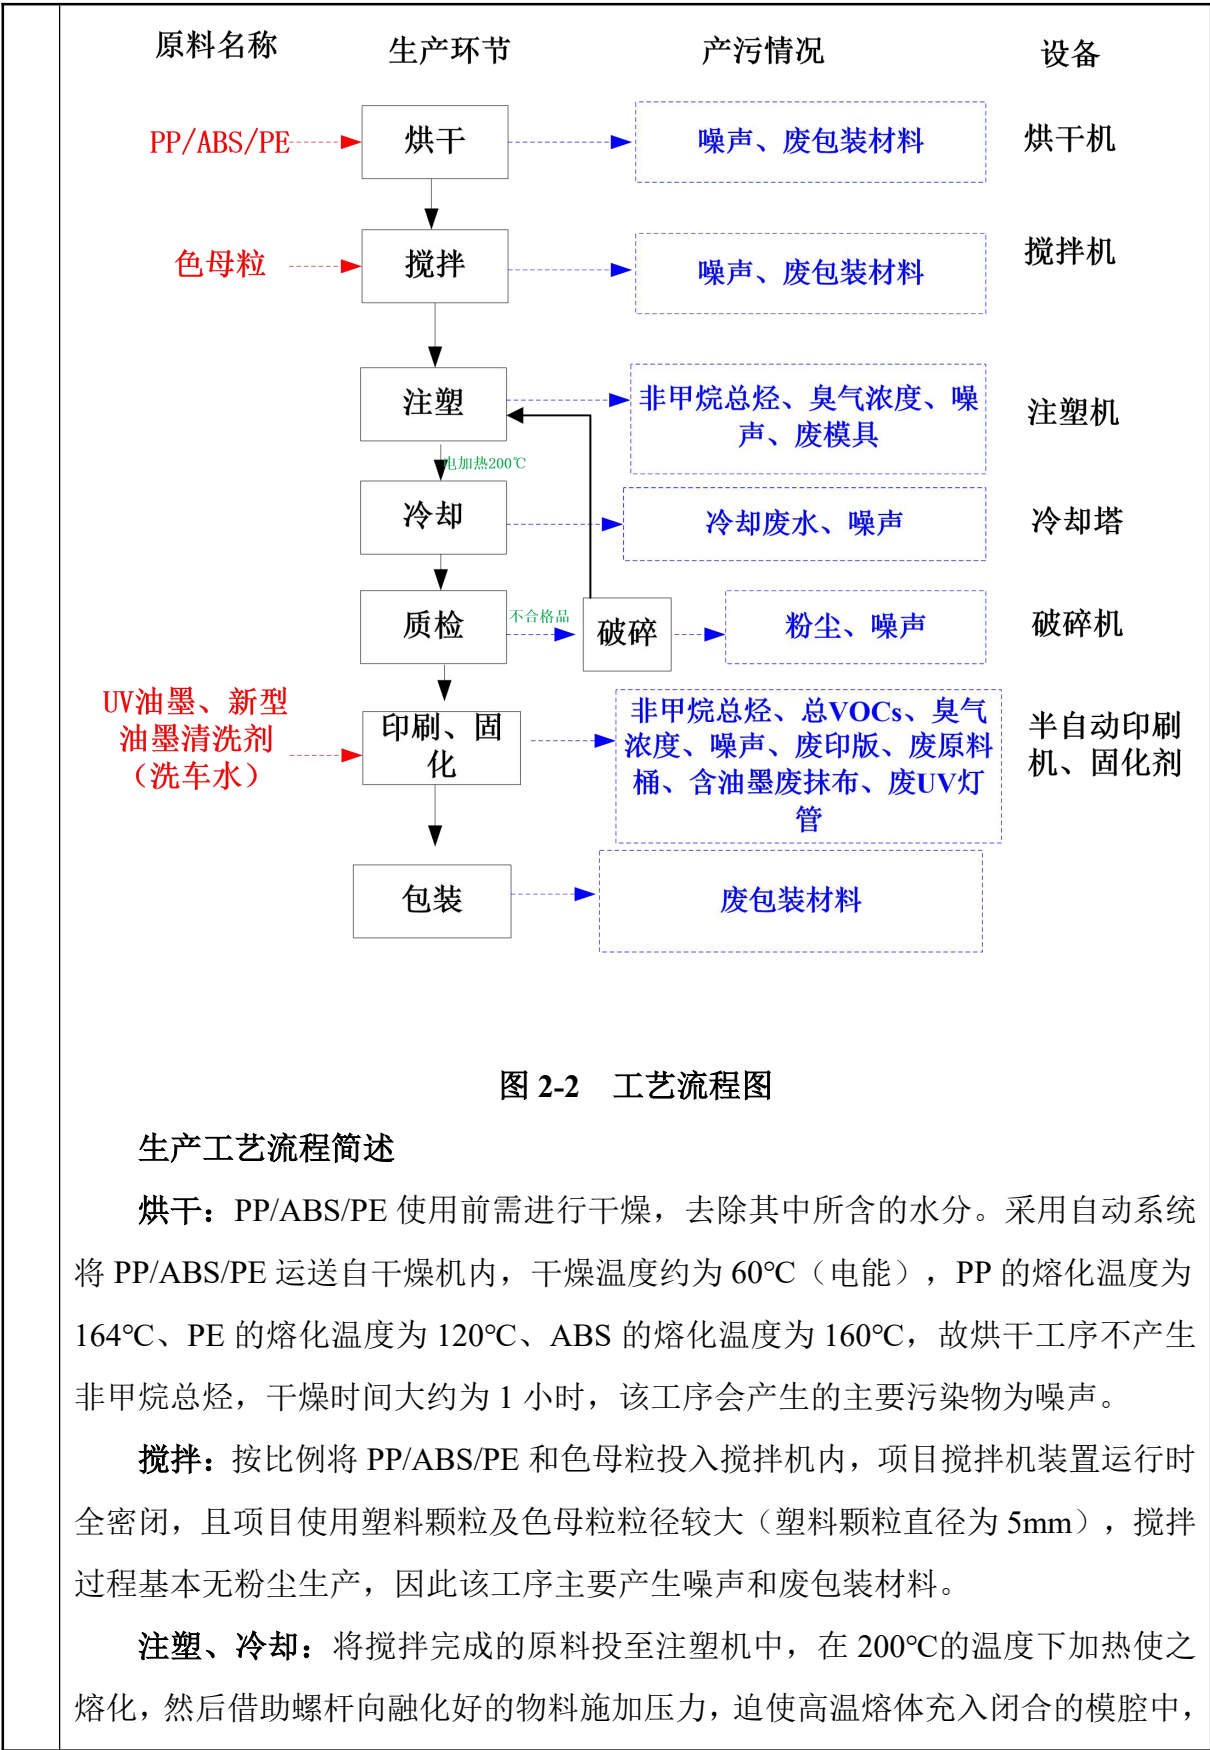 原料名称 生产环节 产污情况 设备
PP/ABS/PE 烘干 噪声、废包装材料 烘干机
色母粒 搅拌 噪声、废包装材料 搅拌机
注塑 非甲烷总烃、臭气浓度、噪
声、废模具 注塑机
电加热200℃
冷却 冷却废水、噪声 冷却塔
质检 不合格品 破碎 粉尘、噪声 破碎机
UV油墨、新型
油墨清洗剂
（洗车水）
印刷、固
化
非甲烷总烃、总VOCs、臭气
浓度、噪声、废印版、废原料
桶、含油墨废抹布、废UV灯
管
半自动印刷
机、固化剂
包装 废包装材料
图 2-2 工艺流程图
生产工艺流程简述
烘干：PP/ABS/PE 使用前需进行干燥，去除其中所含的水分。采用自动系统
将 PP/ABS/PE 运送自干燥机内，干燥温度约为 60℃（电能），PP 的熔化温度为
164℃、PE 的熔化温度为 120℃、ABS 的熔化温度为 160℃，故烘干工序不产生
非甲烷总烃，干燥时间大约为 1 小时，该工序会产生的主要污染物为噪声。
搅拌：按比例将 PP/ABS/PE 和色母粒投入搅拌机内，项目搅拌机装置运行时
全密闭，且项目使用塑料颗粒及色母粒粒径较大（塑料颗粒直径为 5mm），搅拌
过程基本无粉尘生产，因此该工序主要产生噪声和废包装材料。
注塑、冷却：将搅拌完成的原料投至注塑机中，在 200℃的温度下加热使之
熔化，然后借助螺杆向融化好的物料施加压力，迫使高温熔体充入闭合的模腔中，